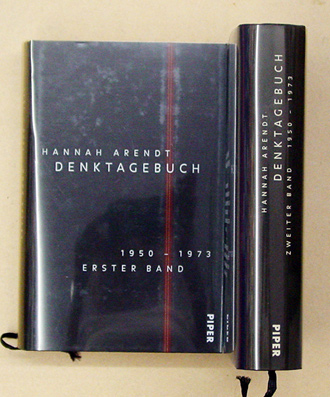 HANNAH ARENDT
DENKTAGEBUCH
1950 – 1973
ERSTER BAND
PIPER
HANNAH ARENDT
DENKTAGEBUCH
ZWEITER BAND 1950 – 1973
PIPER